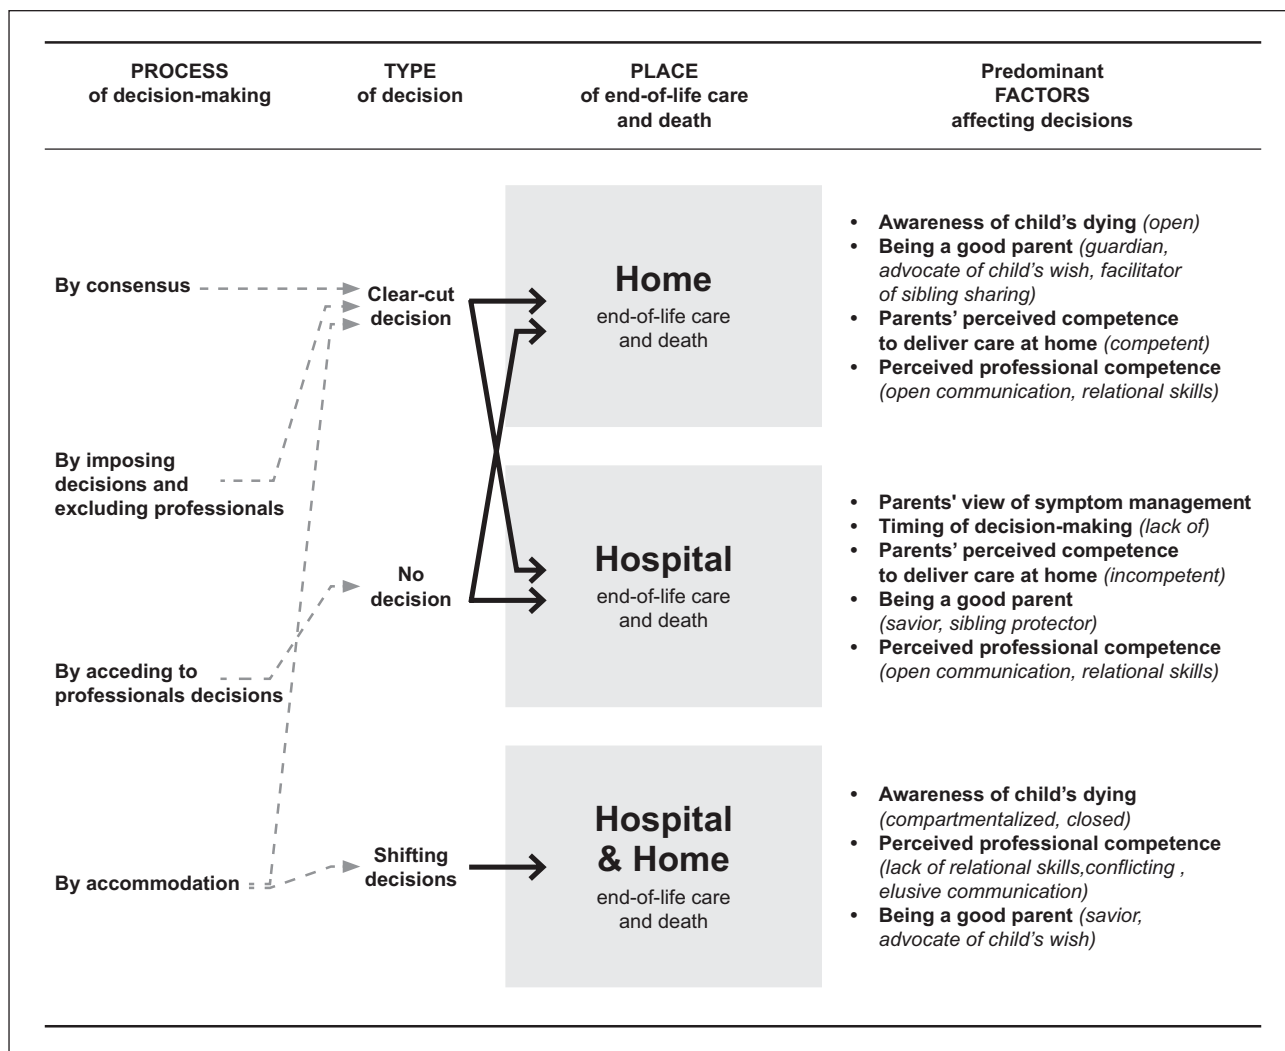 PROCESS
of decision-making
TYPE
of decision
PLACE
of end-of-life care
and death
Predominant
FACTORS
affecting decisions
By consensus
Clear-cut
decision
Home
end-of-life care
and death
• Awareness of child’s dying (open)
• Being a good parent (guardian,
advocate of child’s wish, facilitator
of sibling sharing)
• Parents’ perceived competence
to deliver care at home (competent)
• Perceived professional competence
(open communication, relational skills)
By imposing
decisions and
excluding professionals
No
decision
Hospital
end-of-life care
and death
• Parents' view of symptom management
• Timing of decision-making (lack of)
• Parents’ perceived competence
to deliver care at home (incompetent)
• Being a good parent
(savior, sibling protector)
• Perceived professional competence
(open communication, relational skills)
By acceding to
professionals decisions
By accommodation
Shifting
decisions
Hospital
& Home
end-of-life care
and death
• Awareness of child’s dying
(compartmentalized, closed)
• Perceived professional competence
(lack of relational skills,conflicting ,
elusive communication)
• Being a good parent (savior,
advocate of child’s wish)